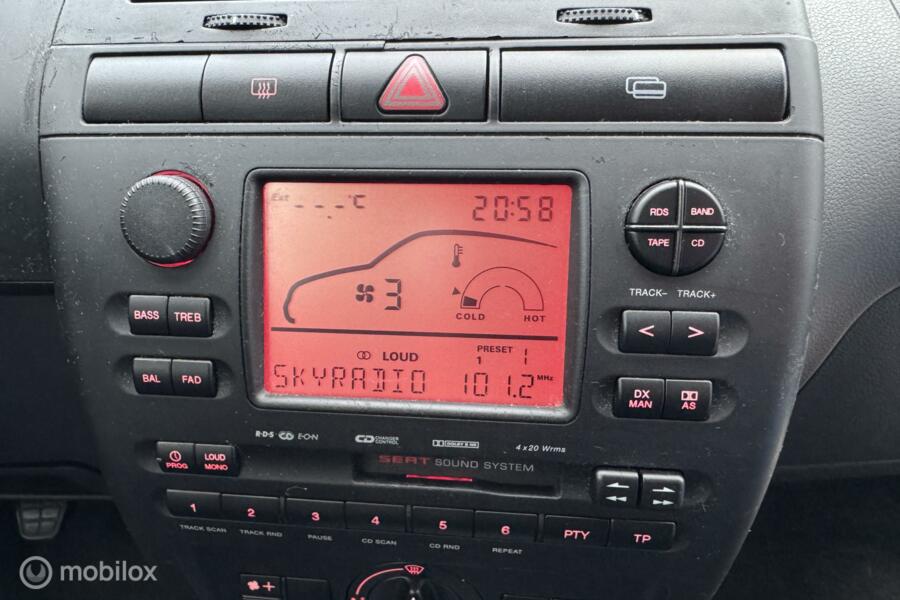 Ext --.-°C 20:58
3
COLD HOT
LOUD PRESET 1 1
SKYRADIO 101.2 MHz
RDS BAND
TAPE CD
TRACK- TRACK+
< >
BASS TREB
BAL FAD
DX MAN AS
R·D·S CD E·O·N CD CHANGER CONTROL DOLBY B NR 4x20 Wrms
PROG LOUD MONO
SEAT SOUND SYSTEM
1 2 3 4 5 6 PTY TP
TRACK SCAN TRACK RND PAUSE CD SCAN CD RND REPEAT
+
mobilox